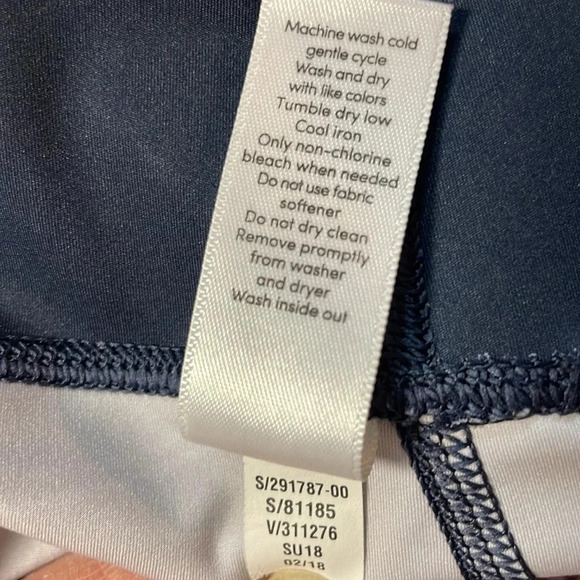 Machine wash cold
gentle cycle
Wash and dry
with like colors
Tumble dry low
Cool iron
Only non-chlorine
bleach when needed
Do not use fabric
softener
Do not dry clean
Remove promptly
from washer
and dryer
Wash inside out
S/291787-00
S/81185
V/311276
SU18
02/18